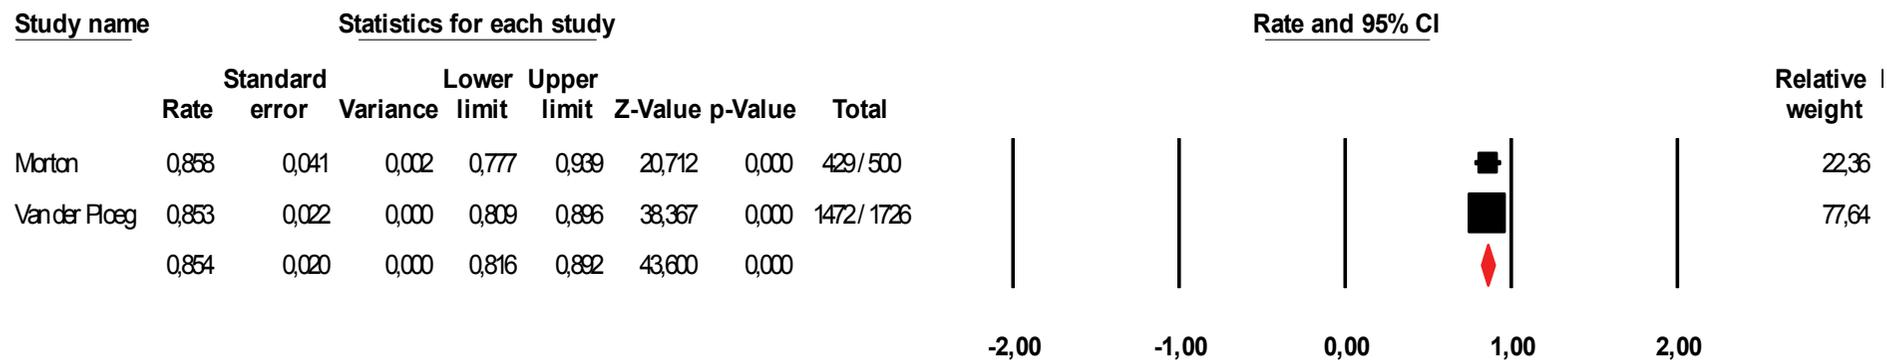 Study name Statistics for each study Rate and 95% CI
Standard Lower Upper Relative
Rate error Variance limit limit Z-Value p-Value Total weight
Morton 0,858 0,041 0,002 0,777 0,939 20,712 0,000 429 / 500 22,36
Van der Ploeg 0,853 0,022 0,000 0,809 0,896 38,367 0,000 1472 / 1726 77,64
0,854 0,020 0,000 0,816 0,892 43,600 0,000
-2,00 -1,00 0,00 1,00 2,00